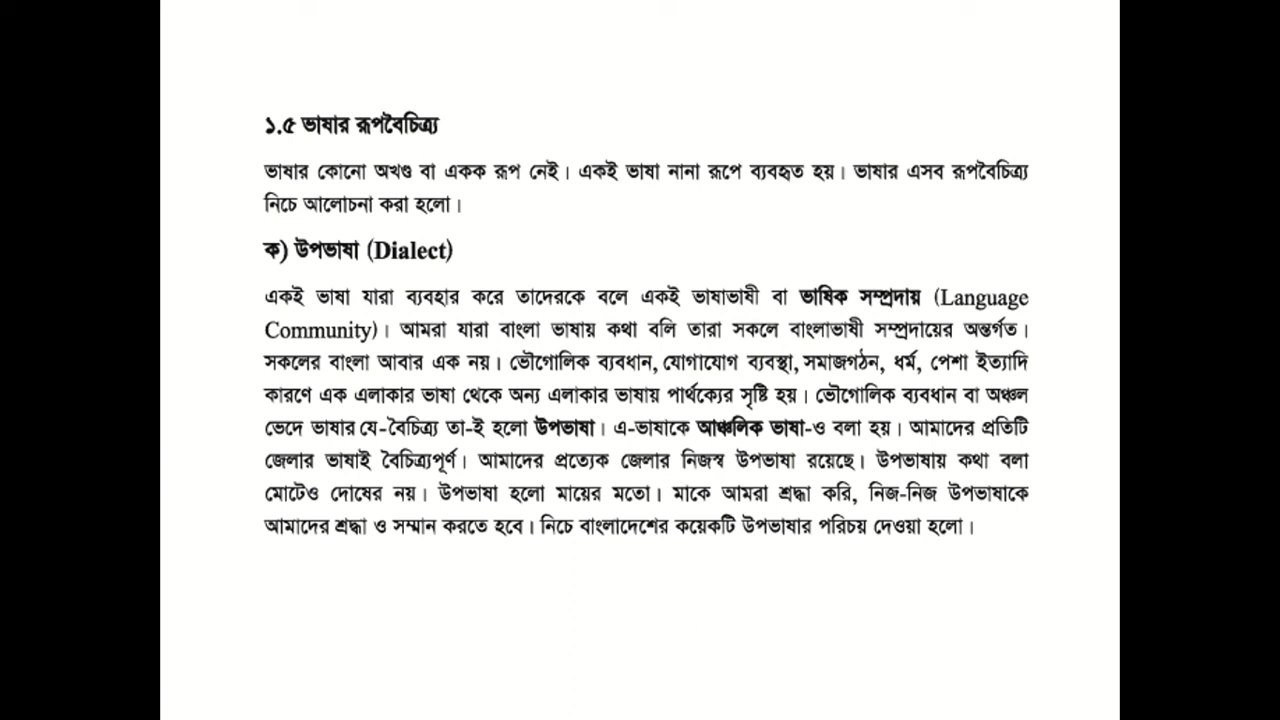 ১.৫ ভাষার রূপবৈচিত্র্য
ভাষার কোনো অখণ্ড বা একক রূপ নেই। একই ভাষা নানা রূপে ব্যবহৃত হয়। ভাষার এসব রূপবৈচিত্র্য
নিচে আলোচনা করা হলো।
ক) উপভাষা (Dialect)
একই ভাষা যারা ব্যবহার করে তাদেরকে বলে একই ভাষাভাষী বা ভাষিক সম্প্রদায় (Language
Community)। আমরা যারা বাংলা ভাষায় কথা বলি তারা সকলে বাংলাভাষী সম্প্রদায়ের অন্তর্গত।
সকলের বাংলা আবার এক নয়। ভৌগোলিক ব্যবধান, যোগাযোগ ব্যবস্থা, সমাজগঠন, ধর্ম, পেশা ইত্যাদি
কারণে এক এলাকার ভাষা থেকে অন্য এলাকার ভাষায় পার্থক্যের সৃষ্টি হয়। ভৌগোলিক ব্যবধান বা অঞ্চল
ভেদে ভাষার যে-বৈচিত্র্য তা-ই হলো উপভাষা। এ-ভাষাকে আঞ্চলিক ভাষা-ও বলা হয়। আমাদের প্রতিটি
জেলার ভাষাই বৈচিত্র্যপূর্ণ। আমাদের প্রত্যেক জেলার নিজস্ব উপভাষা রয়েছে। উপভাষায় কথা বলা
মোটেও দোষের নয়। উপভাষা হলো মায়ের মতো। মাকে আমরা শ্রদ্ধা করি, নিজ-নিজ উপভাষাকে
আমাদের শ্রদ্ধা ও সম্মান করতে হবে। নিচে বাংলাদেশের কয়েকটি উপভাষার পরিচয় দেওয়া হলো।